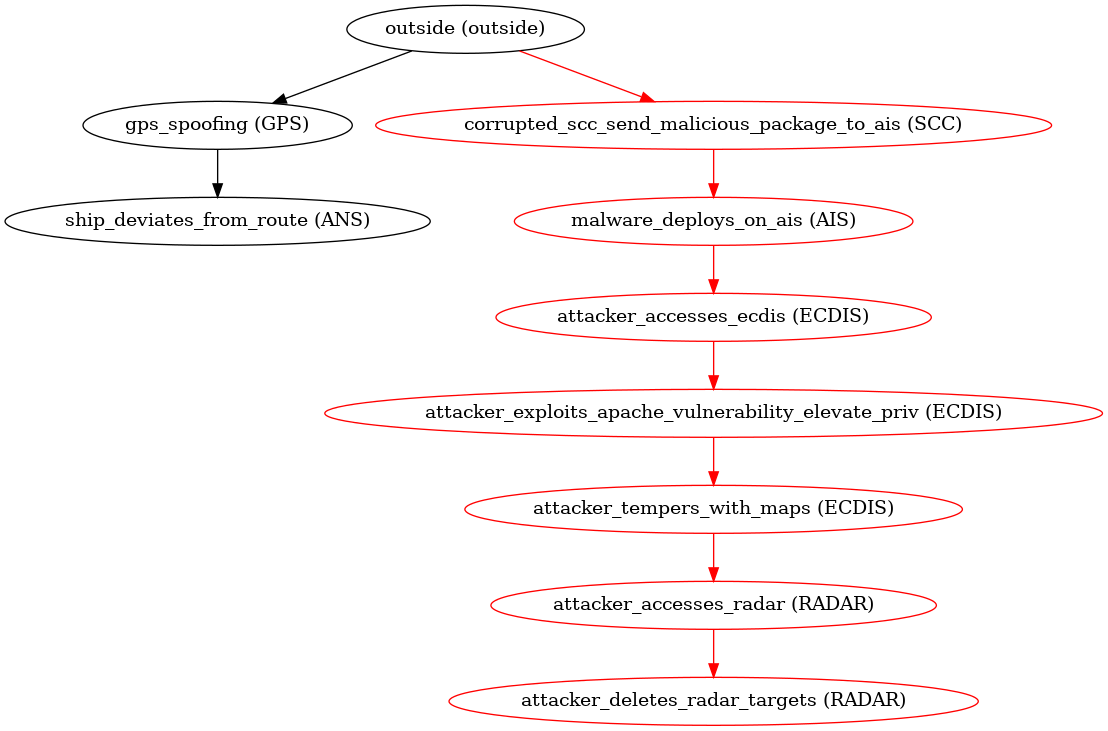 outside (outside)
gps_spoofing (GPS)
corrupted_scc_send_malicious_package_to_ais (SCC)
ship_deviates_from_route (ANS)
malware_deploys_on_ais (AIS)
attacker_accesses_ecdis (ECDIS)
attacker_exploits_apache_vulnerability_elevate_priv (ECDIS)
attacker_tempers_with_maps (ECDIS)
attacker_accesses_radar (RADAR)
attacker_deletes_radar_targets (RADAR)